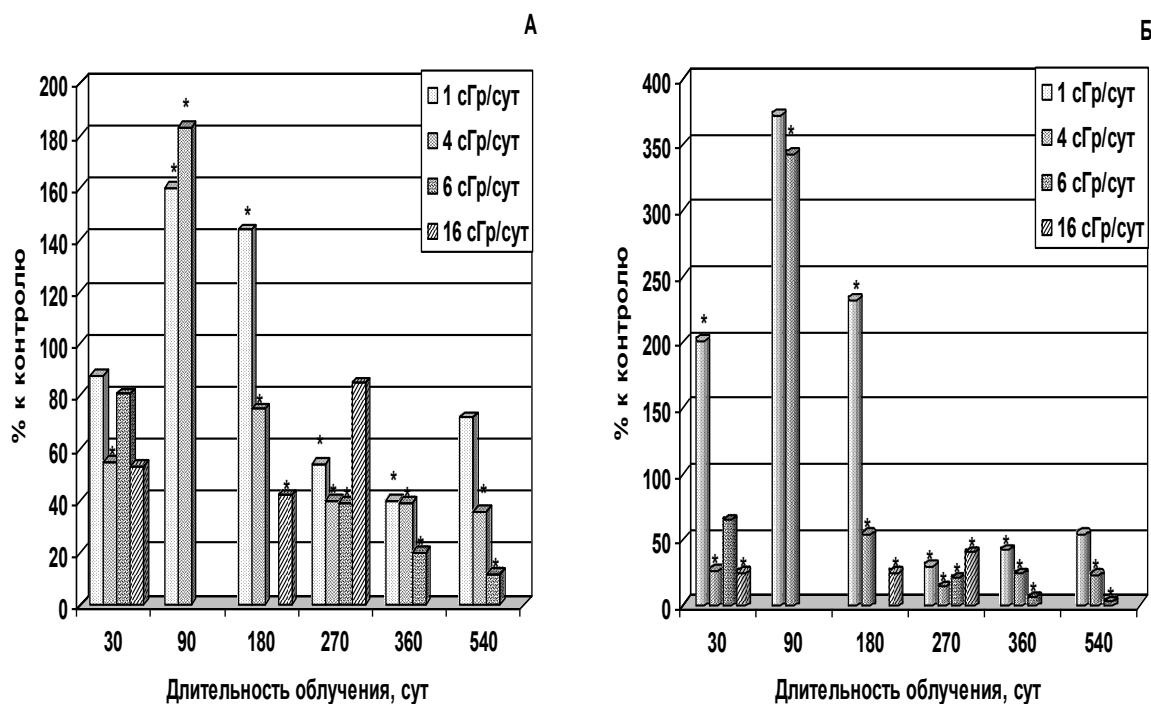 А
% к контролю
200
180
160
140
120
100
80
60
40
20
0
1 сГр/сут
4 сГр/сут
6 сГр/сут
16 сГр/сут
* * * * * * * * * * * * * *
30 90 180 270 360 540
Длительность облучения, сут
Б
% к контролю
400
350
300
250
200
150
100
50
0
1 сГр/сут
4 сГр/сут
6 сГр/сут
16 сГр/сут
* * * * * * * * * * * * * * *
30 90 180 270 360 540
Длительность облучения, сут